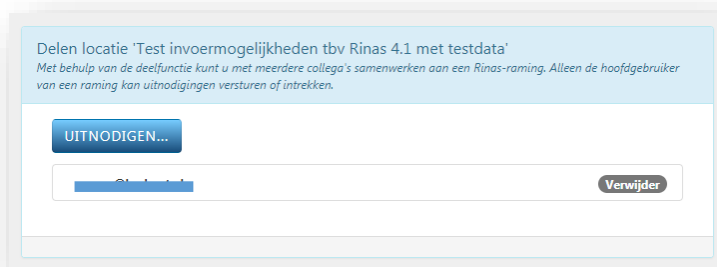 Delen locatie 'Test invoermogelijkheden tbv Rinas 4.1 met testdata'
Met behulp van de deelfunctie kunt u met meerdere collega's samenwerken aan een Rinas-raming. Alleen de hoofdgebruiker
van een raming kan uitnodigingen versturen of intrekken.
UITNODIGEN...
Verwijder